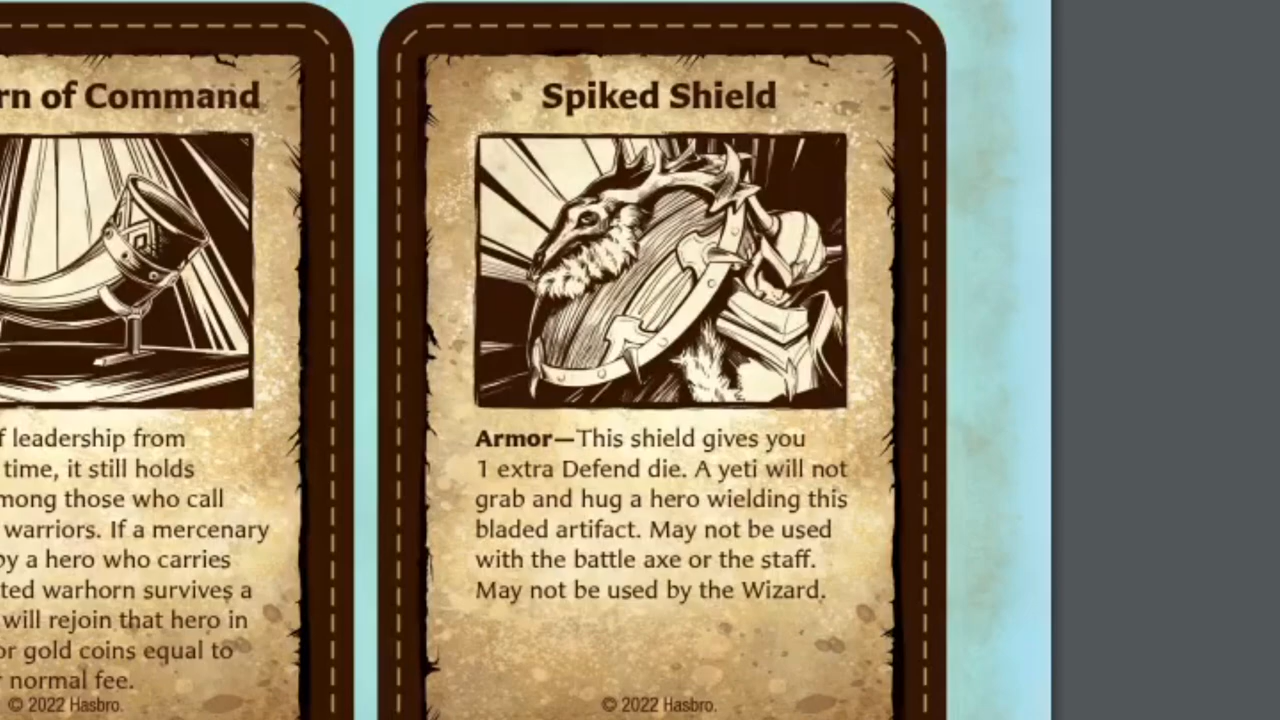 rn of Command
f leadership from
time, it still holds
mong those who call
warriors. If a mercenary
by a hero who carries
ted warhorn survives a
will rejoin that hero in
or gold coins equal to
normal fee.
© 2022 Hasbro.
Spiked Shield
Armor—This shield gives you
1 extra Defend die. A yeti will not
grab and hug a hero wielding this
bladed artifact. May not be used
with the battle axe or the staff.
May not be used by the Wizard.
© 2022 Hasbro.